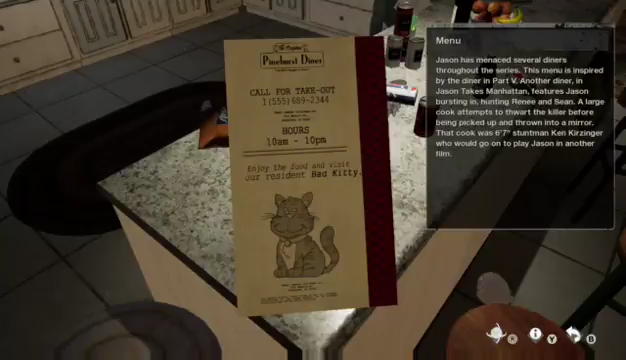 The Original
Pinehurst Diner
CALL FOR TAKE-OUT
1(555)689-2344
HOURS
10am - 10pm
Enjoy the food and visit
our resident Bad Kitty.
Menu
Jason has menaced several diners
throughout the series. This menu is inspired
by the diner in Part V. Another diner, in
Jason Takes Manhattan, features Jason
bursting in, hunting Renee and Sean. A large
cook attempts to thwart the killer before
being picked up and thrown into a mirror.
That cook was 6'7" stuntman Ken Kirzinger
who would go on to play Jason in another
film.
Y
B